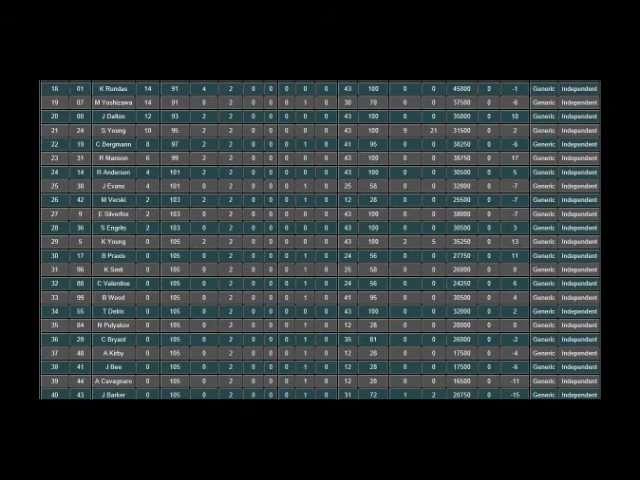 18 01 K Rundas 14 91 4 2 0 0 0 0 0 43 100 0 0 45000 0 -1 Generic Independent
19 07 M Yoshizawa 14 91 0 2 0 0 0 1 0 30 70 0 0 37500 0 -6 Generic Independent
20 00 J Dalton 12 93 2 2 0 0 0 0 0 43 100 0 0 0 10 Generic Independent
21 24 S Young 10 95 2 2 0 0 0 0 0 43 100 9 21 31500 0 2 Generic Independent
22 19 C Bergmann 8 97 2 2 0 0 0 1 0 41 95 0 0 38250 0 -6 Generic Independent
23 31 R Manson 6 99 2 2 0 0 0 0 0 43 100 0 0 38750 0 17 Generic Independent
24 14 R Anderson 4 101 2 2 0 0 0 0 0 43 100 0 0 30500 0 5 Generic Independent
25 38 J Evans 4 101 0 2 0 0 0 1 0 25 58 0 0 32000 0 -7 Generic Independent
26 42 M Verski 2 103 0 2 0 0 0 1 0 12 28 0 0 25500 0 -7 Generic Independent
27 9 E Silverfox 2 103 0 2 0 0 0 0 0 43 100 0 0 0 -7 Generic Independent
28 36 S Engrits 2 103 0 2 0 0 0 0 0 43 100 0 0 30500 0 3 Generic Independent
29 5 K Young 0 105 2 2 0 0 0 0 0 43 100 2 5 35250 0 13 Generic Independent
30 17 B Praxis 0 105 0 2 0 0 0 1 0 24 56 0 0 27750 0 11 Generic Independent
31 96 K Smit 0 105 0 2 0 0 0 1 0 25 58 0 0 26000 0 Generic Independent
32 88 C Valentine 0 105 0 2 0 0 0 1 0 24 56 0 0 24250 0 6 Generic Independent
33 99 B Wood 0 105 0 2 0 0 0 1 0 41 95 0 0 30500 0 4 Generic Independent
34 55 T Delric 0 105 0 2 0 0 0 0 0 43 100 0 0 32000 0 2 Generic Independent
35 84 N Pulyakov 0 105 0 2 0 0 0 1 0 12 28 0 0 0 Generic Independent
36 29 C Bryant 0 105 0 2 0 0 0 1 0 35 81 0 0 26000 0 -2 Generic Independent
37 48 A Kirby 0 105 0 2 0 0 0 1 0 12 28 0 0 17500 0 -4 Generic Independent
38 41 J Bee 0 105 0 2 0 0 0 1 0 12 28 0 0 17500 0 -6 Generic Independent
39 44 A Cavagnaro 0 105 0 2 0 0 0 1 0 12 28 0 0 16500 0 -11 Generic Independent
40 43 J Barker 0 105 0 2 0 0 0 1 0 31 72 1 2 20750 0 -15 Generic Independent